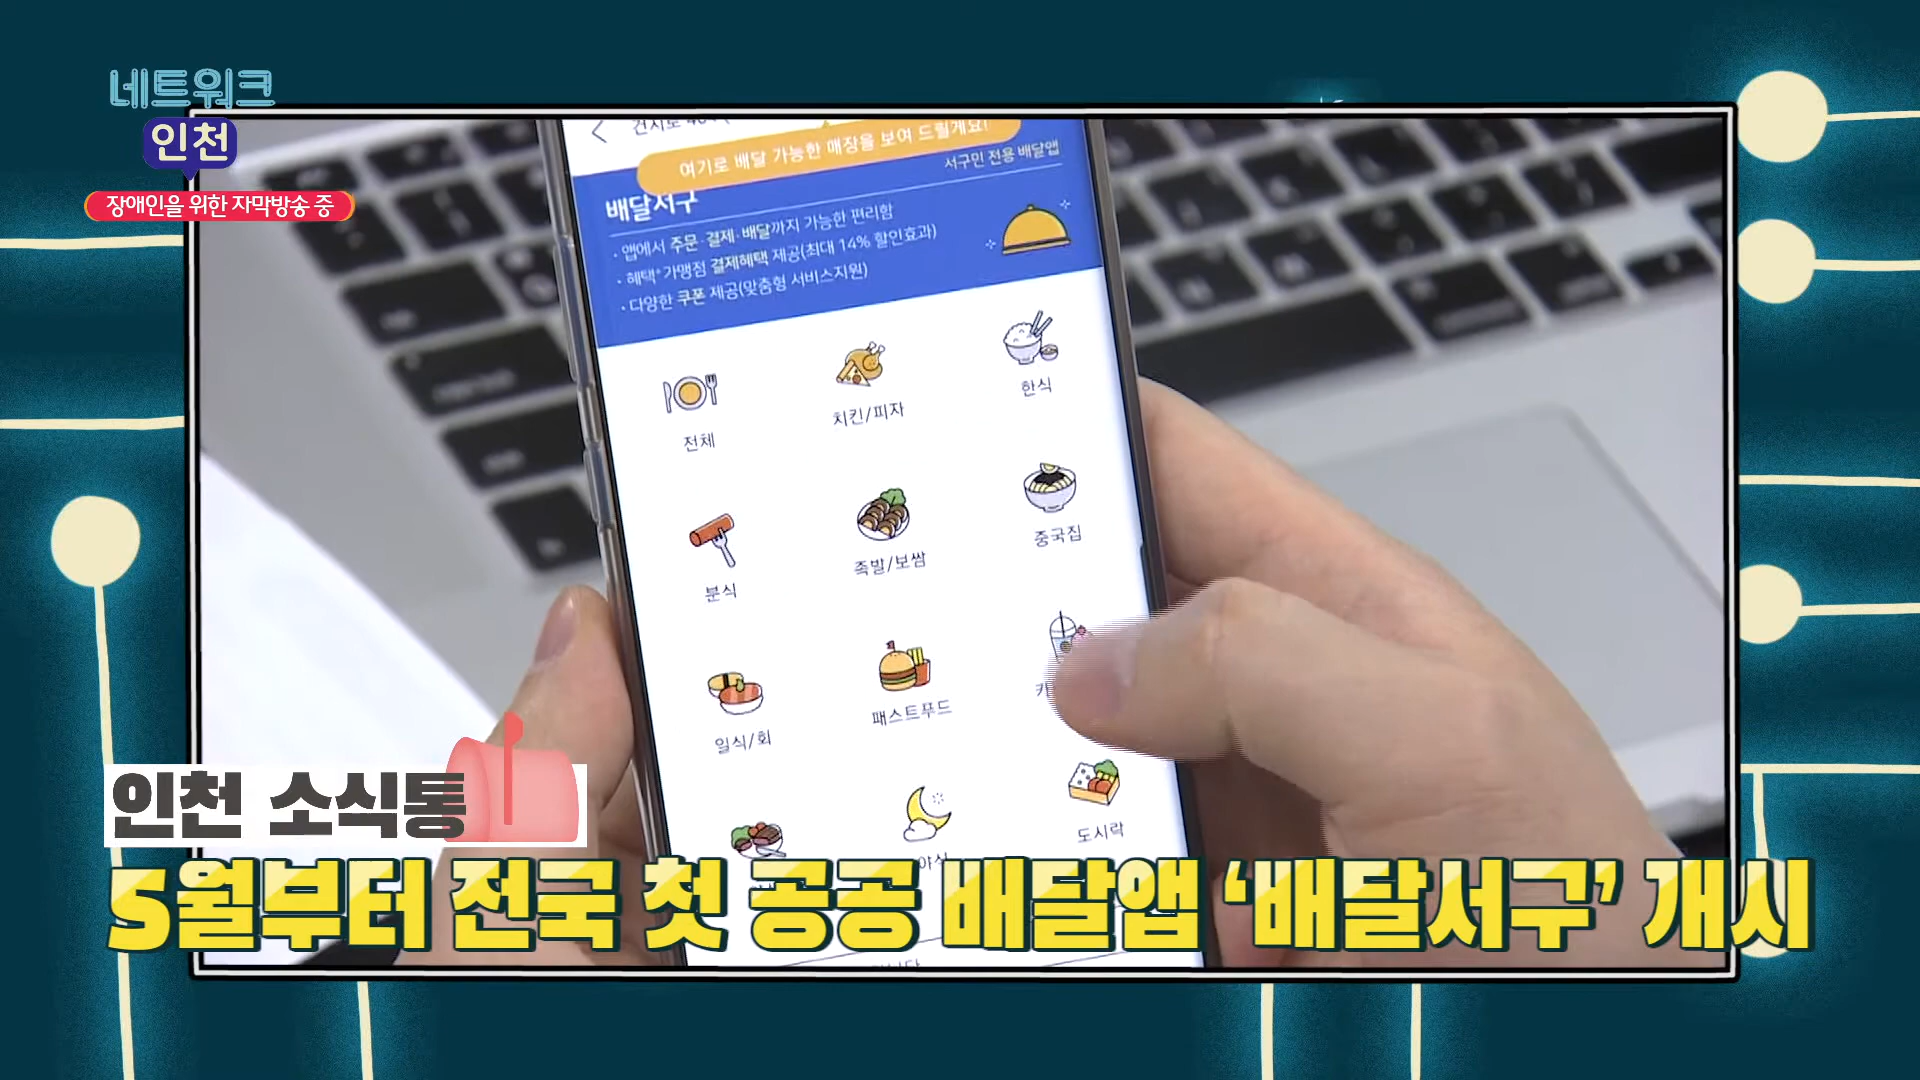 네트워크
인천
장애인을 위한 자막방송 중
여기로 배달 가능한 매장을 보여 드릴게요!
서구민 전용 배달앱
배달서구
· 앱에서 주문·결제·배달까지 가능한 편리함
· 혜택⁺가맹점 결제혜택 제공(최대 14% 할인효과)
· 다양한 쿠폰 제공(맞춤형 서비스지원)
전체
치킨/피자
한식
분식
족발/보쌈
중국집
일식/회
패스트푸드
도시락
인천 소식통
5월부터 전국 첫 공공 배달앱 ‘배달서구’ 개시